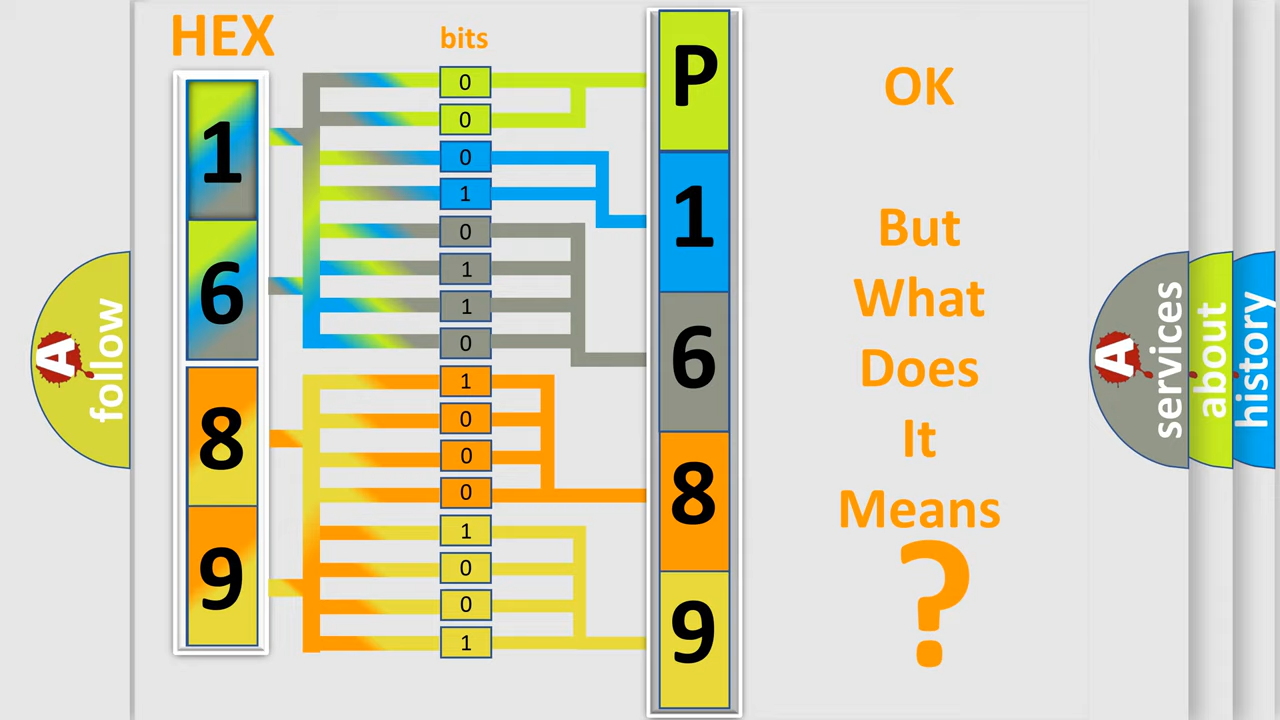 HEX
bits
1
6
8
9
0
0
0
1
0
1
1
0
1
0
0
0
1
0
0
1
P
1
6
8
9
OK
But
What
Does
It
Means
?
A
follow
A
services
about
history